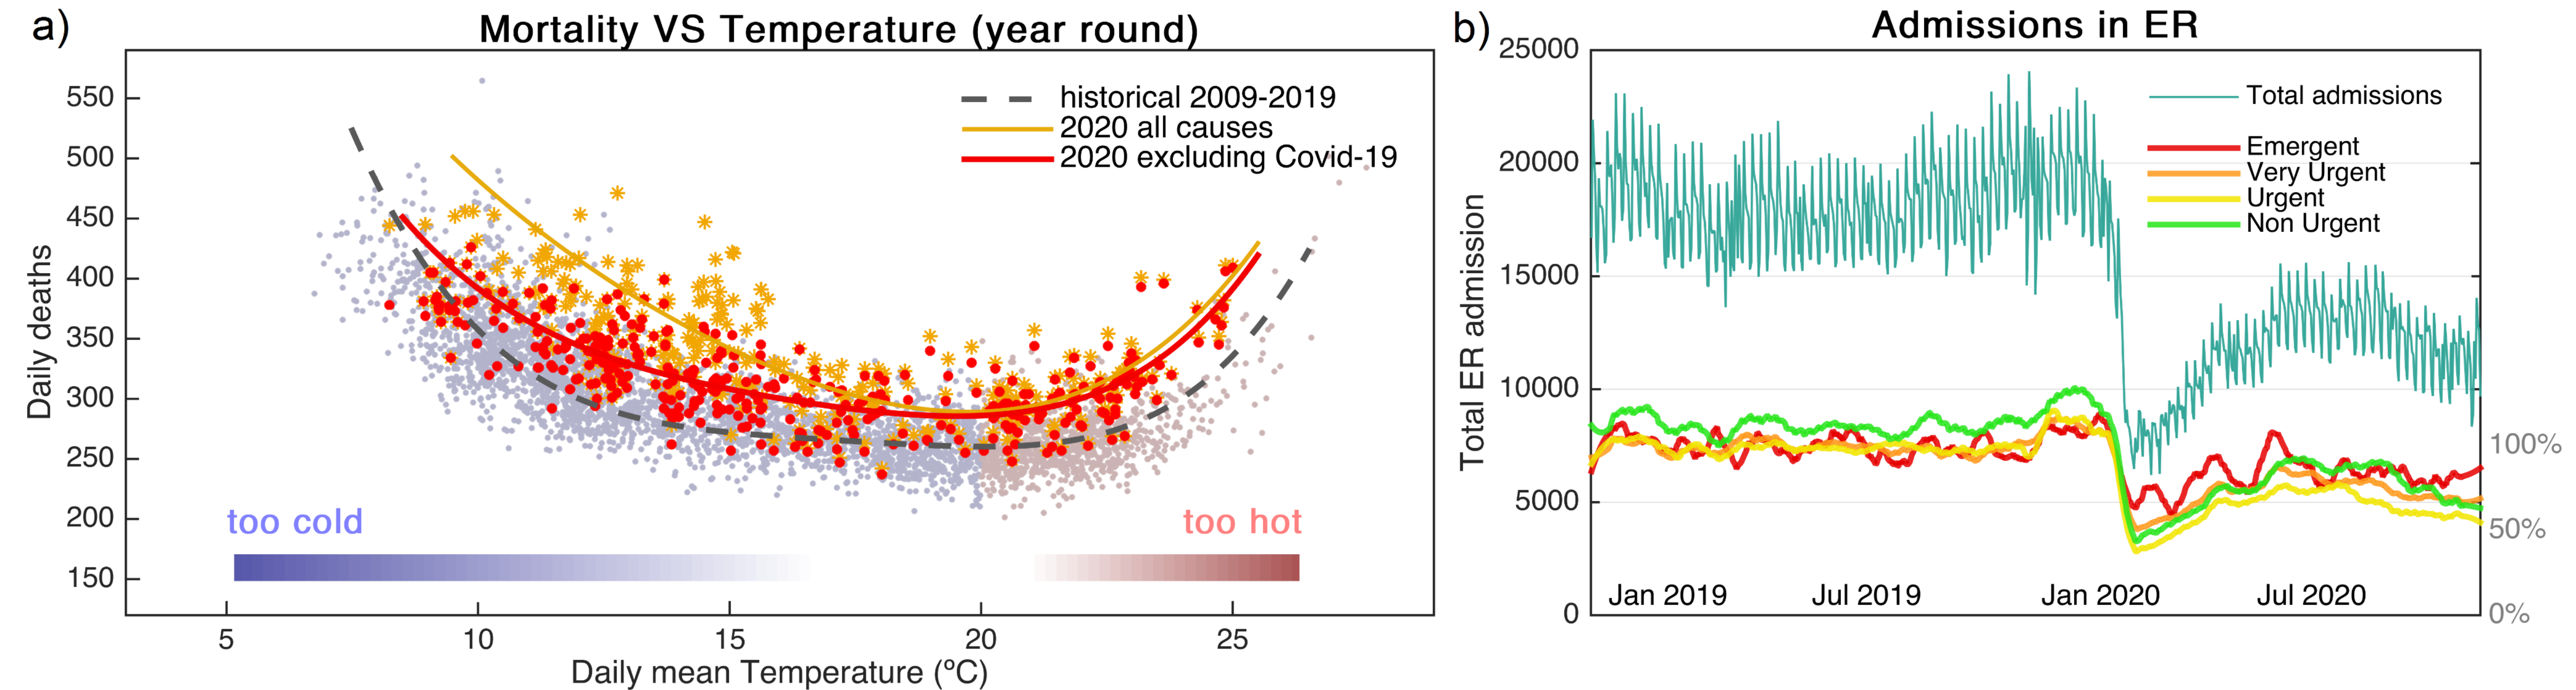 a)
Mortality VS Temperature (year round)
historical 2009-2019
2020 all causes
2020 excluding Covid-19
Daily deaths
550
500
450
400
350
300
250
200
150
too cold
too hot
5
10
15
20
25
Daily mean Temperature (ºC)
b)
Admissions in ER
Total admissions
Emergent
Very Urgent
Urgent
Non Urgent
Total ER admission
25000
20000
15000
10000
5000
0
100%
50%
0%
Jan 2019
Jul 2019
Jan 2020
Jul 2020